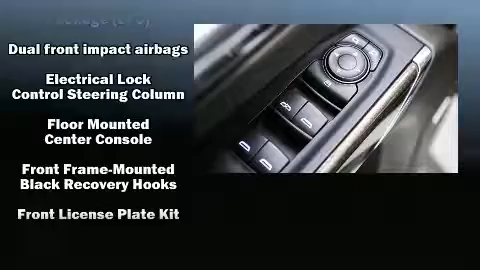 Dual front impact airbags
Electrical Lock
Control Steering Column
Floor Mounted
Center Console
Front Frame-Mounted
Black Recovery Hooks
Front License Plate Kit